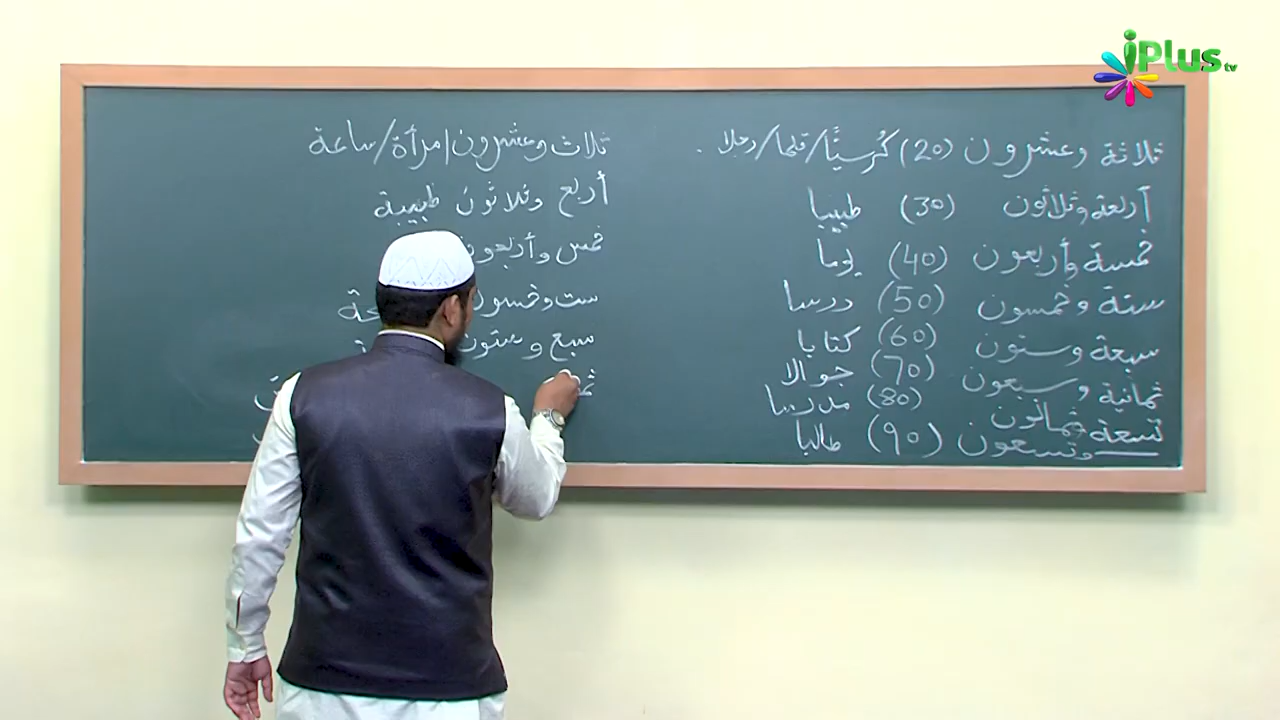 iPlus tv
ثلاثة وعشرون (20) كُرسيًّا/قلما/رجلا.
أربعة وثلاثون (30) طبيبا
خمسة وأربعون (40) يوما
ستة وخمسون (50) درسا
سبعة وستون (60) كتابا
ثمانية وسبعون (70) جوالا
تسعة وثمانون (80) مدرسا
وتسعون (90) طالبا
ثلاث وعشرون امرأة/ساعة
أربع وثلاثون طبيبة
خمس وأربعون
ست وخمسون
سبع وستون